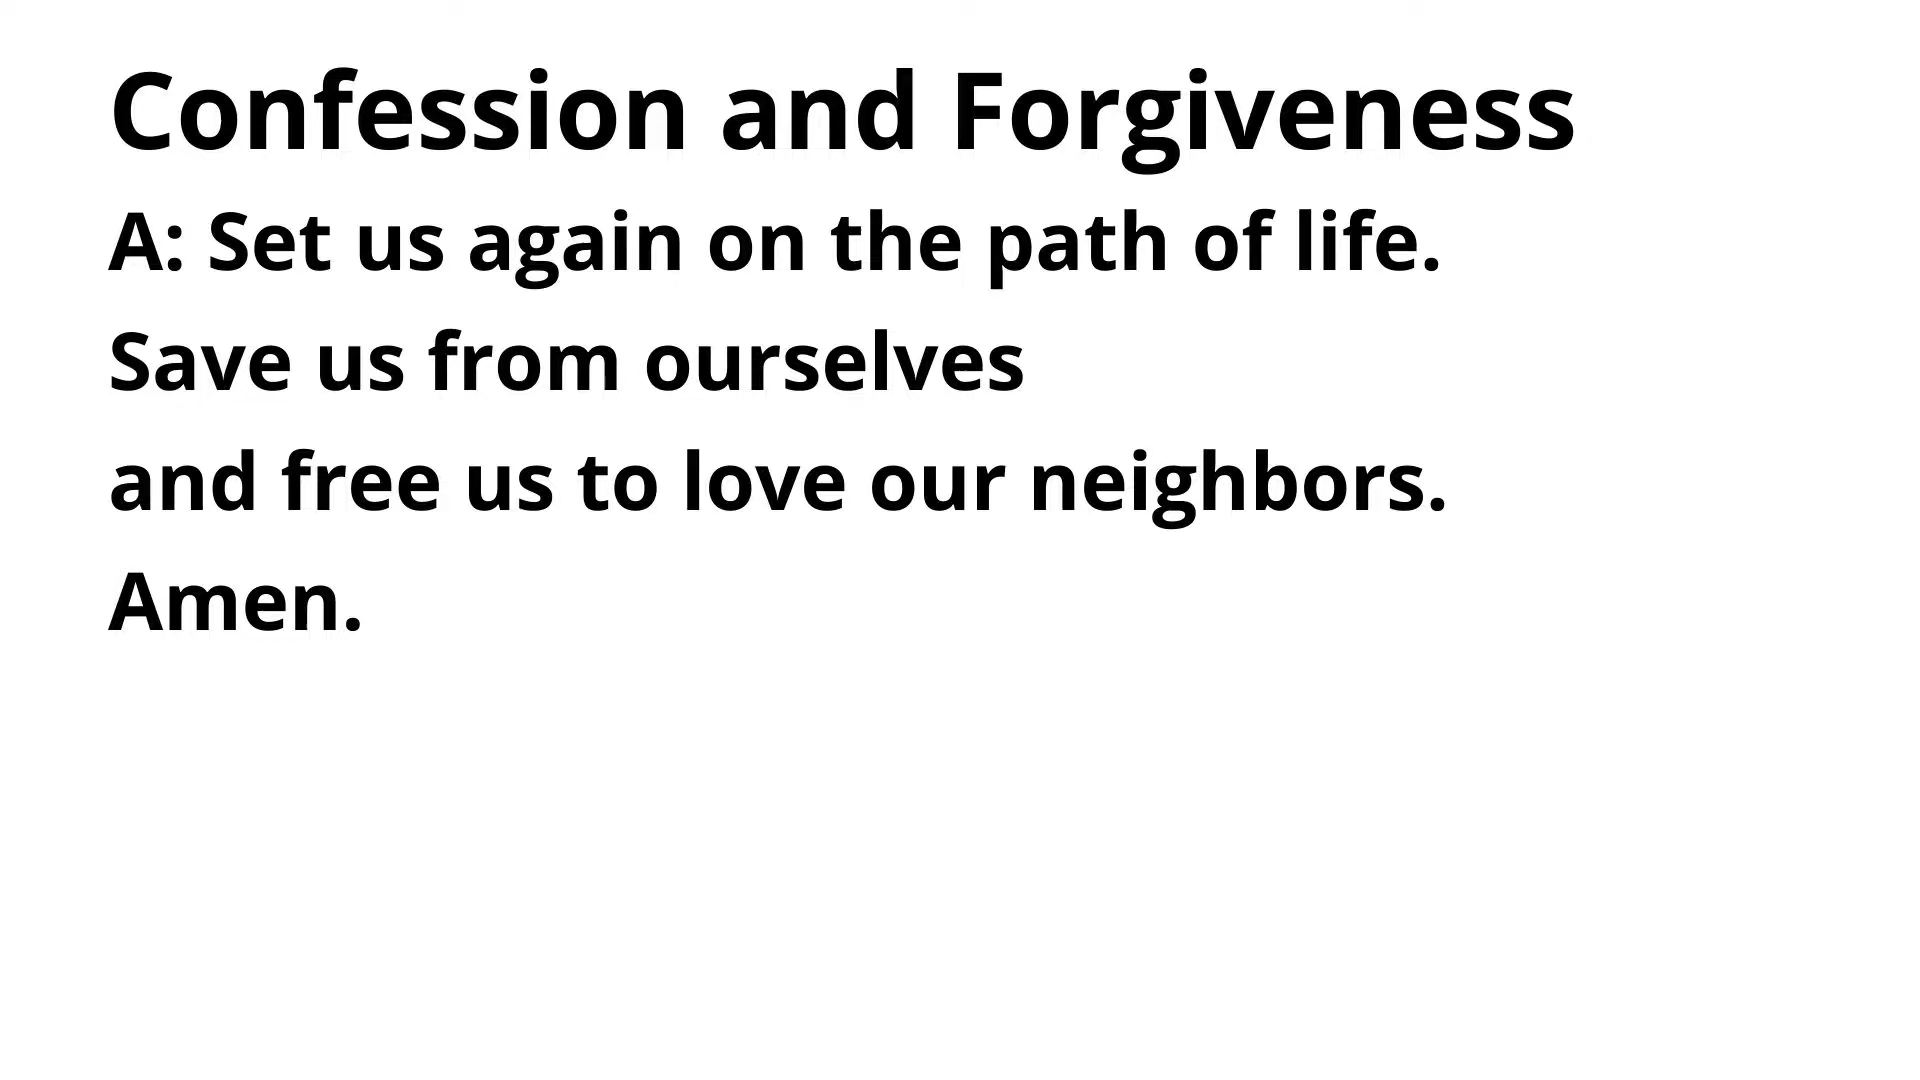 Confession and Forgiveness
A: Set us again on the path of life.
Save us from ourselves
and free us to love our neighbors.
Amen.